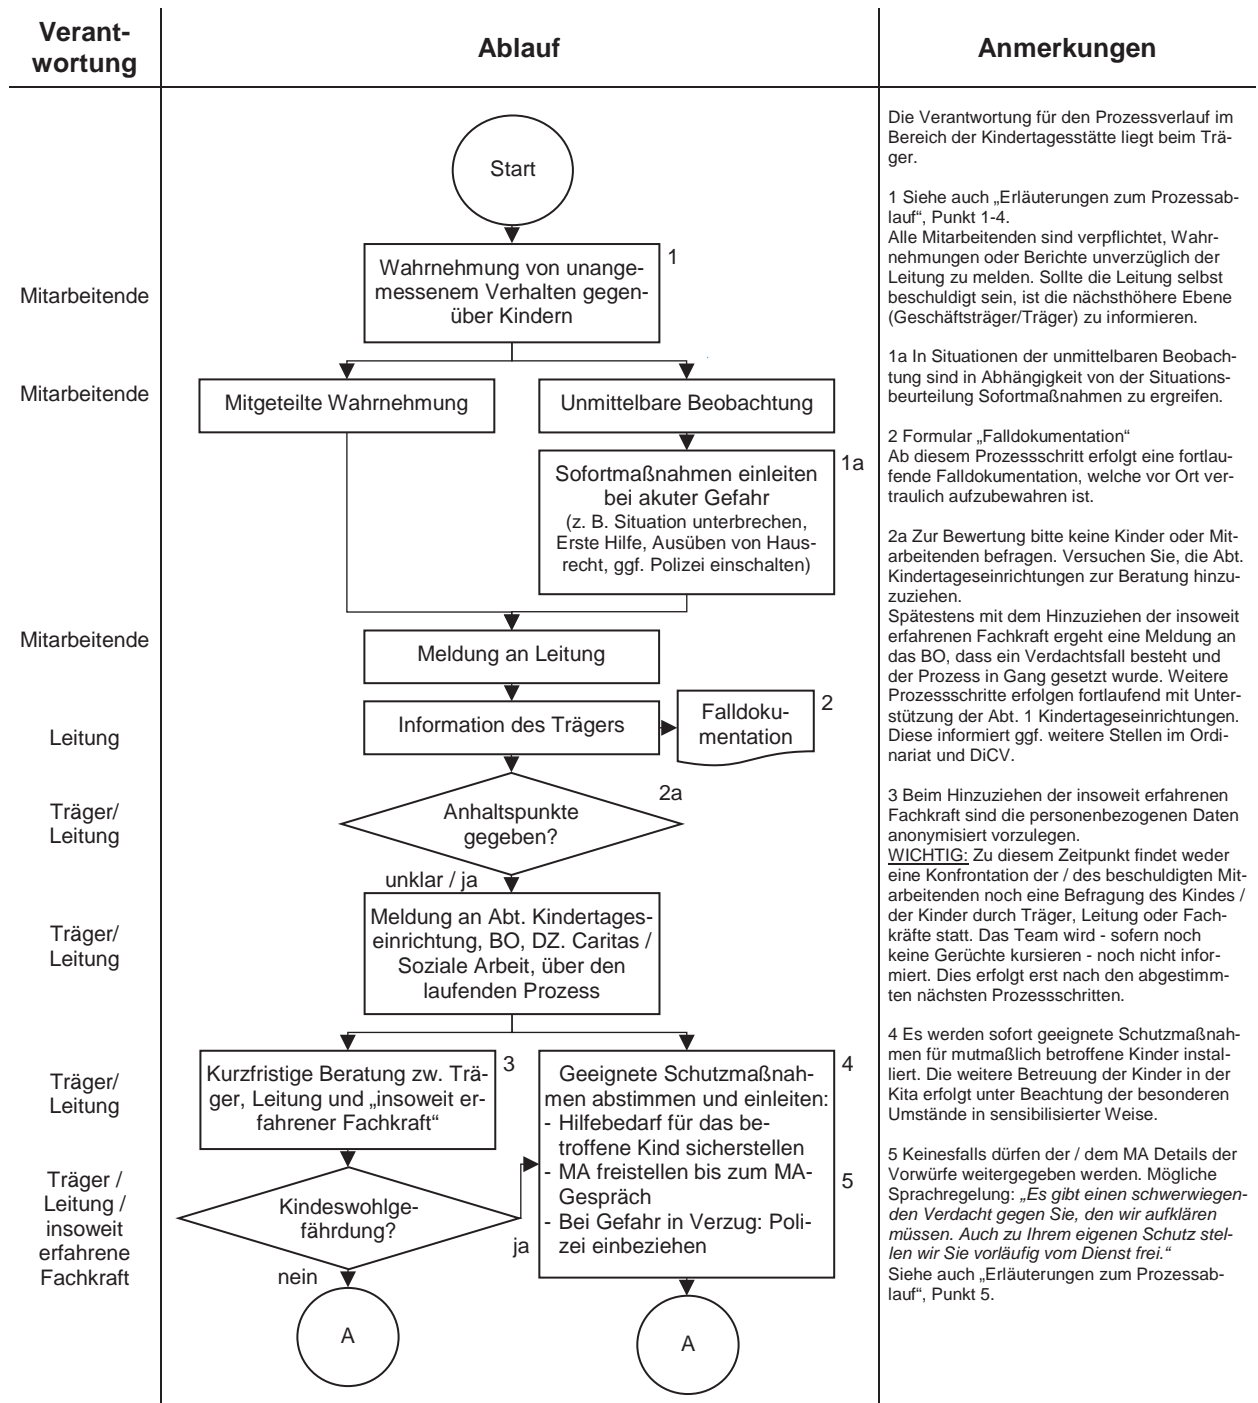 Verant-
wortung
Ablauf
Anmerkungen
Start
1
Wahrnehmung von unange-
messenem Verhalten gegen-
über Kindern
Mitarbeitende
Mitarbeitende
Mitgeteilte Wahrnehmung
Unmittelbare Beobachtung
1a
Sofortmaßnahmen einleiten
bei akuter Gefahr
(z. B. Situation unterbrechen,
Erste Hilfe, Ausüben von Haus-
recht, ggf. Polizei einschalten)
Mitarbeitende
Meldung an Leitung
Leitung
Information des Trägers
2
Falldoku-
mentation
Träger/
Leitung
2a
Anhaltspunkte
gegeben?
unklar / ja
Träger/
Leitung
Meldung an Abt. Kindertages-
einrichtung, BO, DZ. Caritas /
Soziale Arbeit, über den
laufenden Prozess
Träger/
Leitung
3
Kurzfristige Beratung zw. Trä-
ger, Leitung und „insoweit er-
fahrener Fachkraft“
4
Geeignete Schutzmaßnah-
men abstimmen und einleiten:
- Hilfebedarf für das be-
troffene Kind sicherstellen
- MA freistellen bis zum MA-
Gespräch
- Bei Gefahr in Verzug: Poli-
zei einbeziehen
5
Träger /
Leitung /
insoweit
erfahrene
Fachkraft
Kindeswohlge-
fährdung?
ja
nein
A
A
Die Verantwortung für den Prozessverlauf im
Bereich der Kindertagesstätte liegt beim Trä-
ger.
1 Siehe auch „Erläuterungen zum Prozessab-
lauf“, Punkt 1-4.
Alle Mitarbeitenden sind verpflichtet, Wahr-
nehmungen oder Berichte unverzüglich der
Leitung zu melden. Sollte die Leitung selbst
beschuldigt sein, ist die nächsthöhere Ebene
(Geschäftsträger/Träger) zu informieren.
1a In Situationen der unmittelbaren Beobach-
tung sind in Abhängigkeit von der Situations-
beurteilung Sofortmaßnahmen zu ergreifen.
2 Formular „Falldokumentation“
Ab diesem Prozessschritt erfolgt eine fortlau-
fende Falldokumentation, welche vor Ort ver-
traulich aufzubewahren ist.
2a Zur Bewertung bitte keine Kinder oder Mit-
arbeitenden befragen. Versuchen Sie, die Abt.
Kindertageseinrichtungen zur Beratung hinzu-
zuziehen.
Spätestens mit dem Hinzuziehen der insoweit
erfahrenen Fachkraft ergeht eine Meldung an
das BO, dass ein Verdachtsfall besteht und
der Prozess in Gang gesetzt wurde. Weitere
Prozessschritte erfolgen fortlaufend mit Unter-
stützung der Abt. 1 Kindertageseinrichtungen.
Diese informiert ggf. weitere Stellen im Ordi-
nariat und DiCV.
3 Beim Hinzuziehen der insoweit erfahrenen
Fachkraft sind die personenbezogenen Daten
anonymisiert vorzulegen.
WICHTIG: Zu diesem Zeitpunkt findet weder
eine Konfrontation der / des beschuldigten Mit-
arbeitenden noch eine Befragung des Kindes /
der Kinder durch Träger, Leitung oder Fach-
kräfte statt. Das Team wird - sofern noch
keine Gerüchte kursieren - noch nicht infor-
miert. Dies erfolgt erst nach den abgestimm-
ten nächsten Prozessschritten.
4 Es werden sofort geeignete Schutzmaßnah-
men für mutmaßlich betroffene Kinder instal-
liert. Die weitere Betreuung der Kinder in der
Kita erfolgt unter Beachtung der besonderen
Umstände in sensibilisierter Weise.
5 Keinesfalls dürfen der / dem MA Details der
Vorwürfe weitergegeben werden. Mögliche
Sprachregelung: „Es gibt einen schwerwiegen-
den Verdacht gegen Sie, den wir aufklären
müssen. Auch zu Ihrem eigenen Schutz stel-
len wir Sie vorläufig vom Dienst frei.“
Siehe auch „Erläuterungen zum Prozessab-
lauf“, Punkt 5.